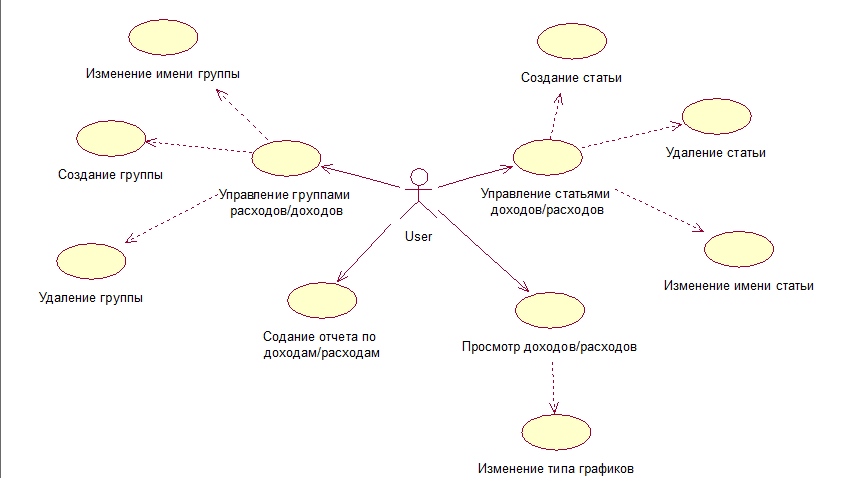 Изменение имени группы
Создание статьи
Удаление статьи
Создание группы
Управление группами
расходов/доходов
Управление статьями
доходов/расходов
User
Удаление группы
Изменение имени статьи
Содание отчета по
доходам/расходам
Просмотр доходов/расходов
Изменение типа графиков